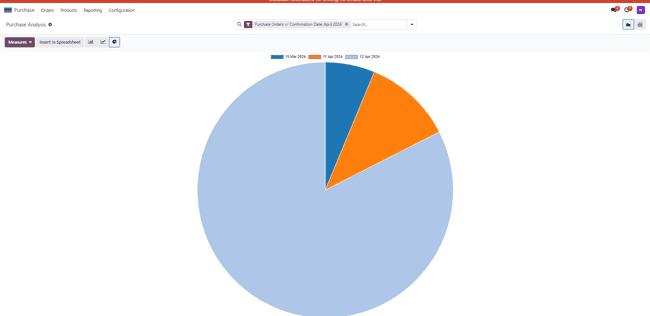 Purchase Orders Products Reporting Configuration
Purchase Analysis
Purchase Orders or Confirmation Date: April 2024 × Search...
Measures Insert in Spreadsheet
15 Mar 2024 11 Apr 2024 12 Apr 2024